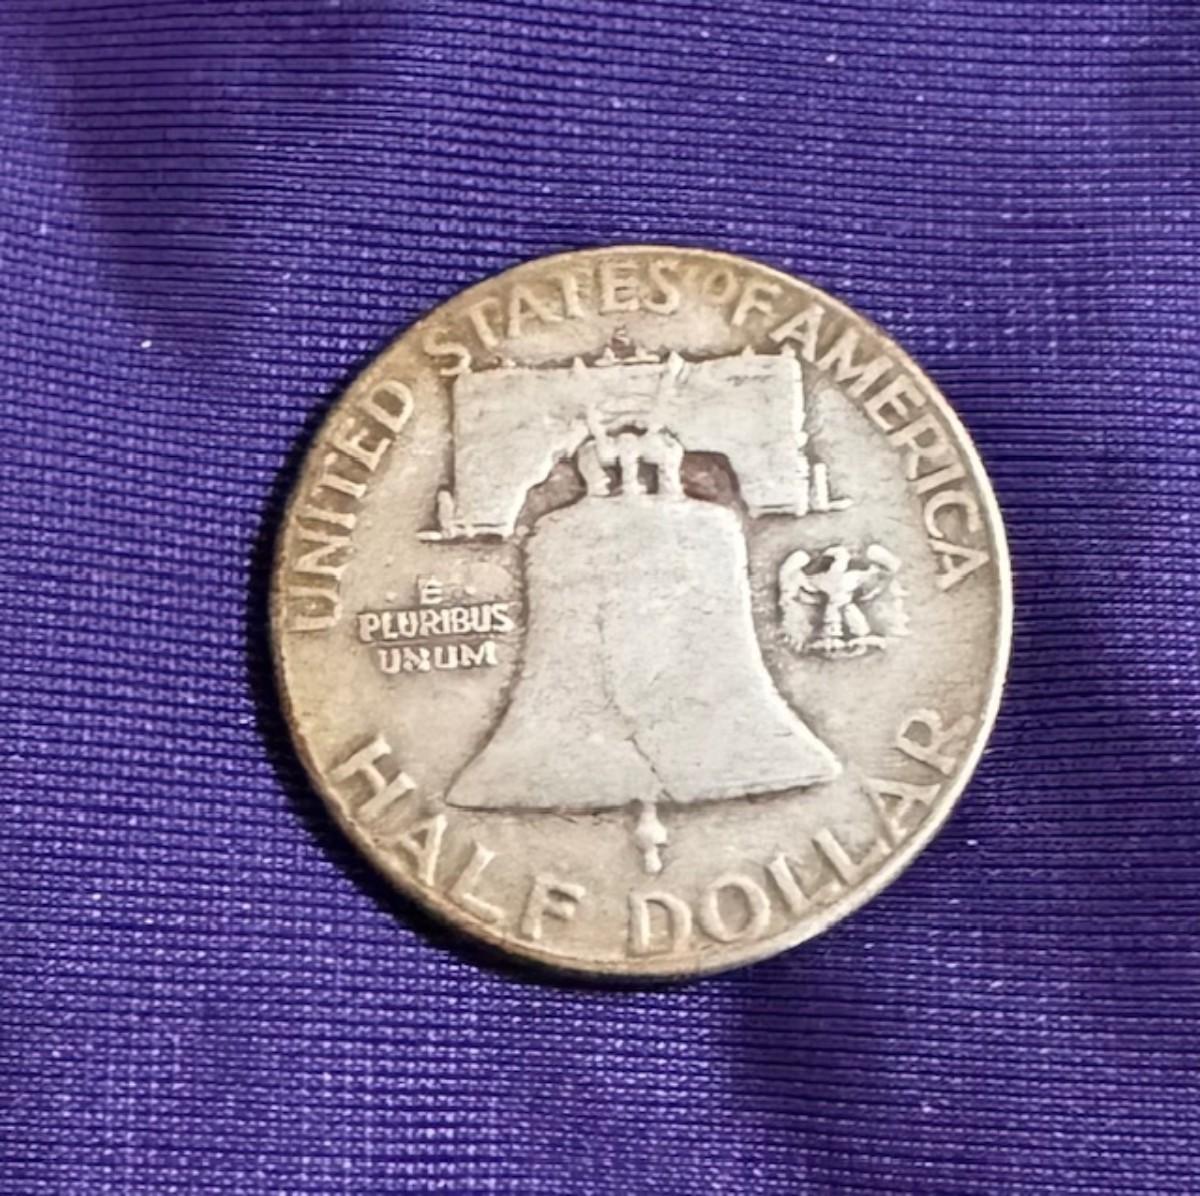 UNITED STATES OF AMERICA
S
E
PLURIBUS
UNUM
HALF DOLLAR